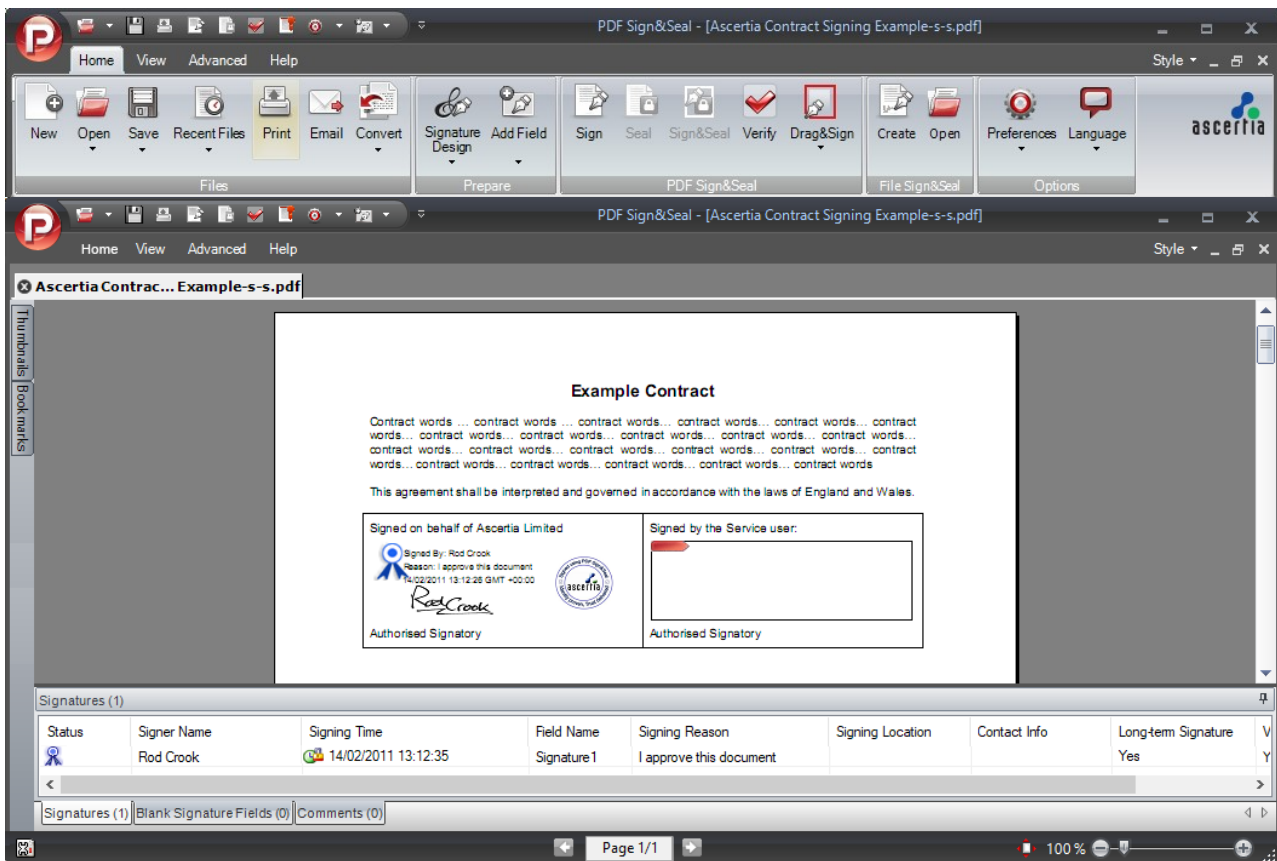 PDF Sign&Seal - [Ascertia Contract Signing Example-s-s.pdf]
Home View Advanced Help Style
New Open Save Recent Files Print Email Convert Signature Design Add Field Sign Seal Sign&Seal Verify Drag&Sign Create Open Preferences Language ascertia
Files Prepare PDF Sign&Seal File Sign&Seal Options
PDF Sign&Seal - [Ascertia Contract Signing Example-s-s.pdf]
Home View Advanced Help Style
Ascertia Contrac... Example-s-s.pdf
Thumbnails
Bookmarks
Example Contract
Contract words ... contract words ... contract words... contract words... contract words... contract
words... contract words... contract words... contract words... contract words... contract words...
contract words... contract words... contract words... contract words... contract words... contract
words... contract words... contract words... contract words... contract words... contract words
This agreement shall be interpreted and governed in accordance with the laws of England and Wales.
Signed on behalf of Ascertia Limited
Signed By: Rod Crook
Reason: I approve this document
14/02/2011 13:12:28 GMT +00:00
Rod Crook
ascertia
Authorised Signatory
Signed by the Service user:
Authorised Signatory
Signatures (1)
Status Signer Name Signing Time Field Name Signing Reason Signing Location Contact Info Long-term Signature V
Rod Crook 14/02/2011 13:12:35 Signature1 I approve this document Yes Y
Signatures (1) Blank Signature Fields (0) Comments (0)
Page 1/1 100 %